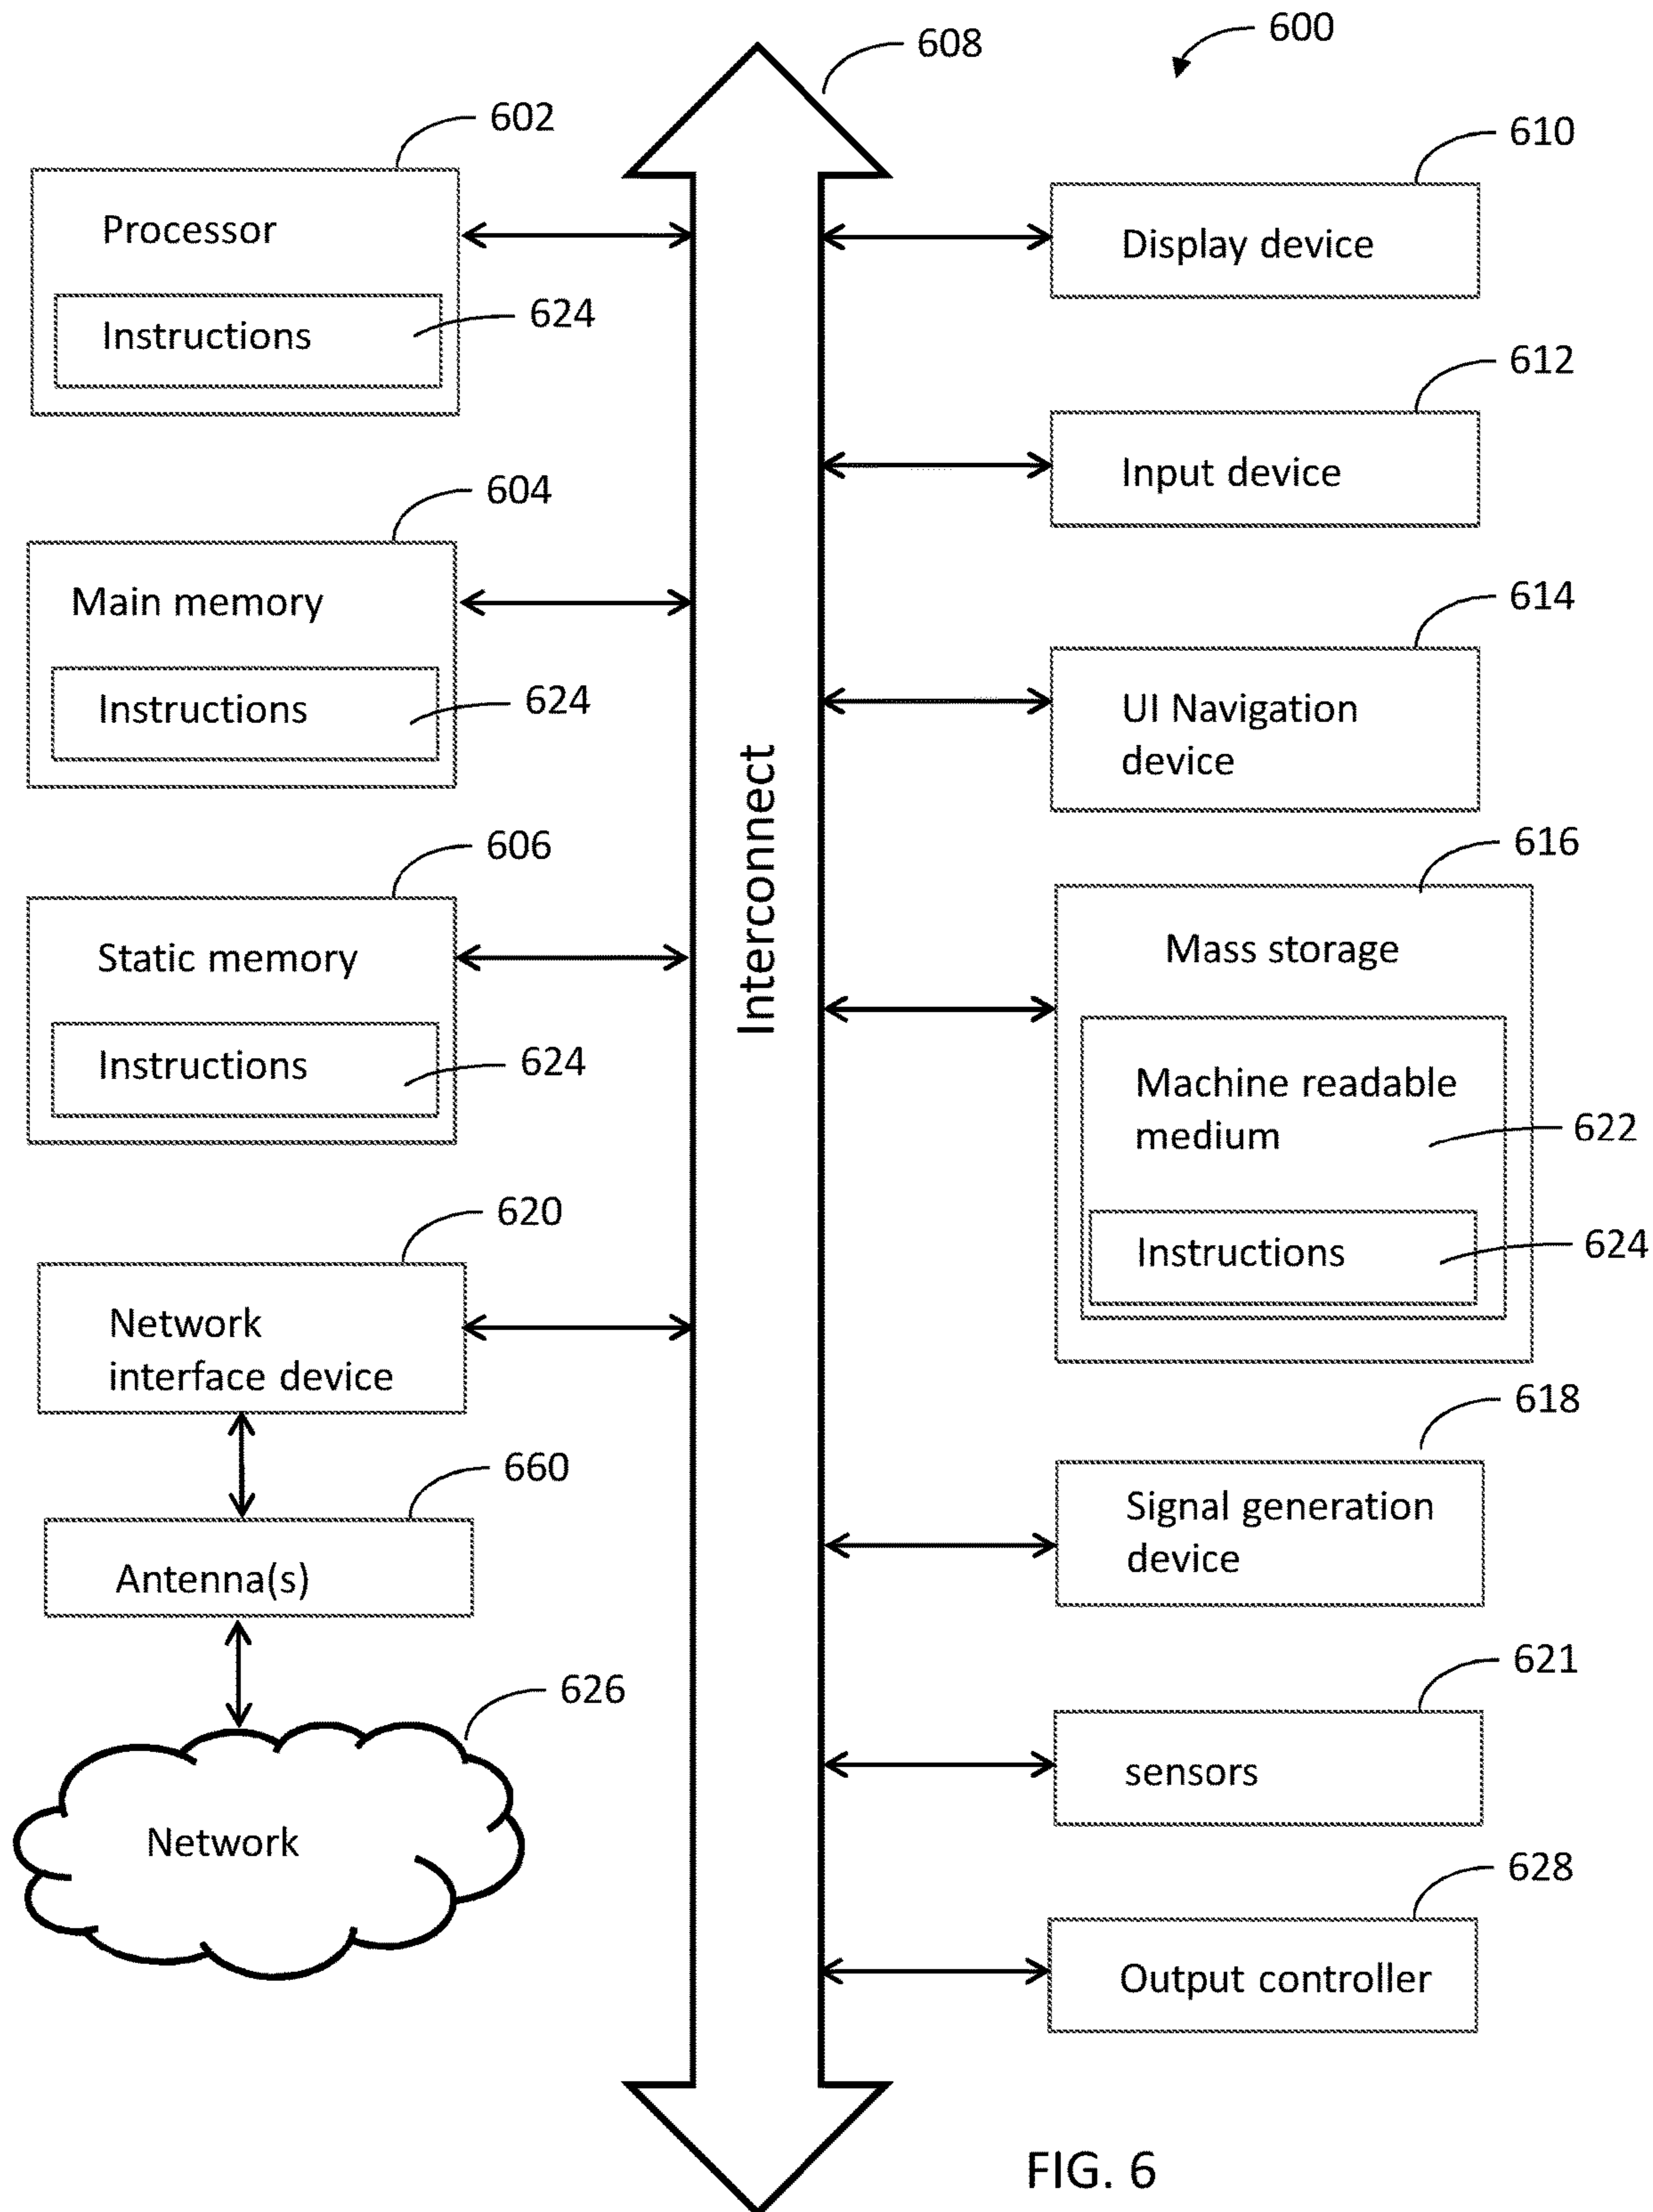 608
600
602
Processor
624
Instructions
604
Main memory
624
Instructions
606
Static memory
624
Instructions
620
Network
interface device
660
Antenna(s)
626
Network
Interconnect
610
Display device
612
Input device
614
UI Navigation
device
616
Mass storage
Machine readable
medium
622
Instructions
624
618
Signal generation
device
621
sensors
628
Output controller
FIG. 6